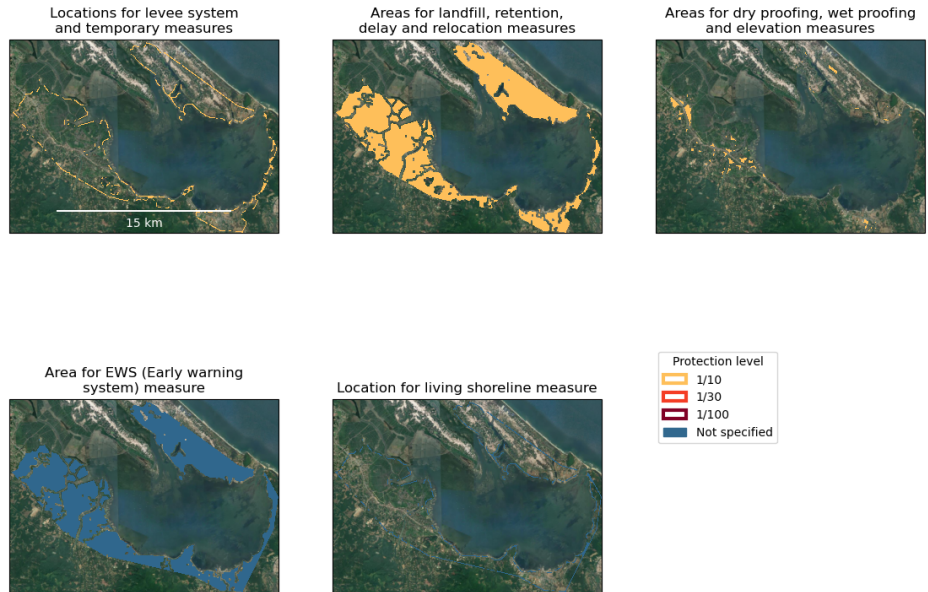 Locations for levee system
and temporary measures
Areas for landfill, retention,
delay and relocation measures
Areas for dry proofing, wet proofing
and elevation measures
15 km
Area for EWS (Early warning
system) measure
Location for living shoreline measure
Protection level
1/10
1/30
1/100
Not specified